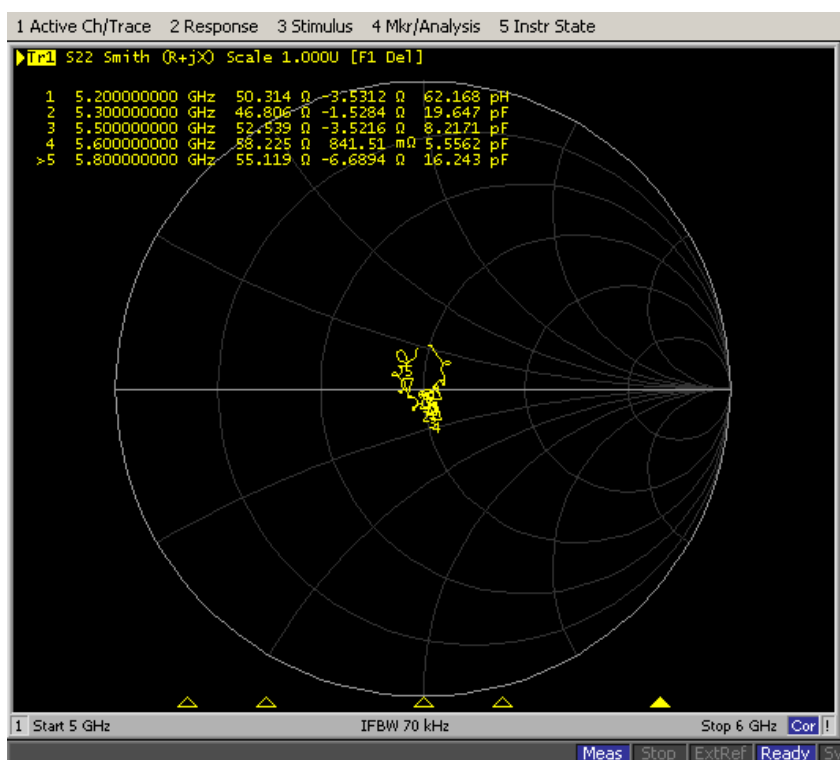 1 Active Ch/Trace 2 Response 3 Stimulus 4 Mkr/Analysis 5 Instr State
Tr1 S22 Smith (R+jX) Scale 1.000U [F1 Del]
1 5.200000000 GHz 50.314 Ω -3.5312 Ω 62.168 pH
2 5.300000000 GHz 46.806 Ω -1.5284 Ω 19.647 pF
3 5.500000000 GHz 52.539 Ω -3.5216 Ω 8.2171 pF
4 5.600000000 GHz 58.225 Ω 841.51 mΩ 5.5562 pF
>5 5.800000000 GHz 55.119 Ω -6.6894 Ω 16.243 pF
1 Start 5 GHz IFBW 70 kHz Stop 6 GHz Cor !
Meas Stop ExtRef Ready